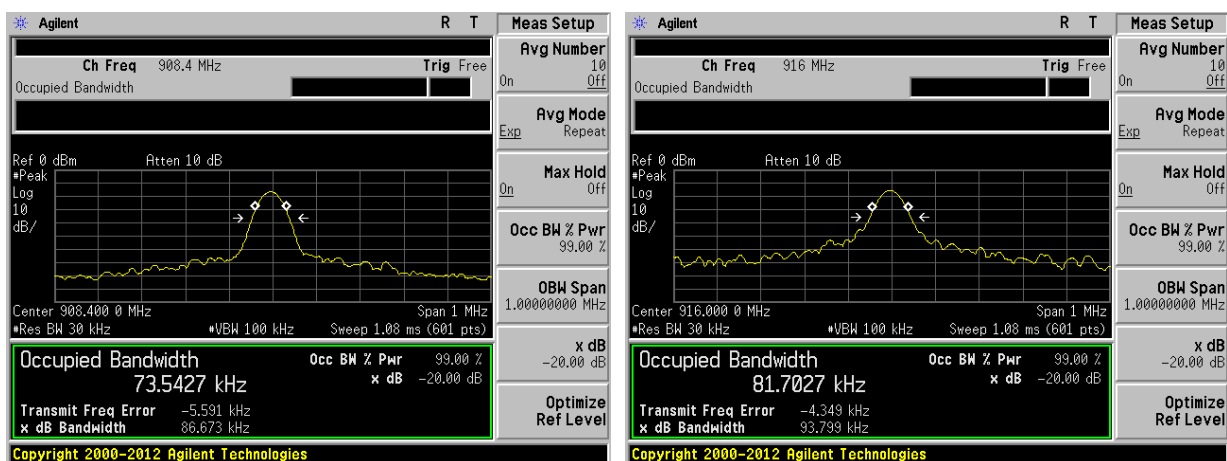 Agilent R T Meas Setup
Ch Freq 908.4 MHz Trig Free
Occupied Bandwidth
Avg Number
10
On Off
Avg Mode
Exp Repeat
Max Hold
On Off
Occ BW % Pwr
99.00 %
OBW Span
1.00000000 MHz
x dB
-20.00 dB
Optimize
Ref Level
Ref 0 dBm Atten 10 dB
#Peak
Log
10
dB/
Center 908.400 0 MHz Span 1 MHz
#Res BW 30 kHz #VBW 100 kHz Sweep 1.08 ms (601 pts)
Occupied Bandwidth Occ BW % Pwr 99.00 %
73.5427 kHz x dB -20.00 dB
Transmit Freq Error -5.591 kHz
x dB Bandwidth 86.673 kHz
Copyright 2000-2012 Agilent Technologies
Agilent R T Meas Setup
Ch Freq 916 MHz Trig Free
Occupied Bandwidth
Avg Number
10
On Off
Avg Mode
Exp Repeat
Max Hold
On Off
Occ BW % Pwr
99.00 %
OBW Span
1.00000000 MHz
x dB
-20.00 dB
Optimize
Ref Level
Ref 0 dBm Atten 10 dB
#Peak
Log
10
dB/
Center 916.000 0 MHz Span 1 MHz
#Res BW 30 kHz #VBW 100 kHz Sweep 1.08 ms (601 pts)
Occupied Bandwidth Occ BW % Pwr 99.00 %
81.7027 kHz x dB -20.00 dB
Transmit Freq Error -4.349 kHz
x dB Bandwidth 93.799 kHz
Copyright 2000-2012 Agilent Technologies